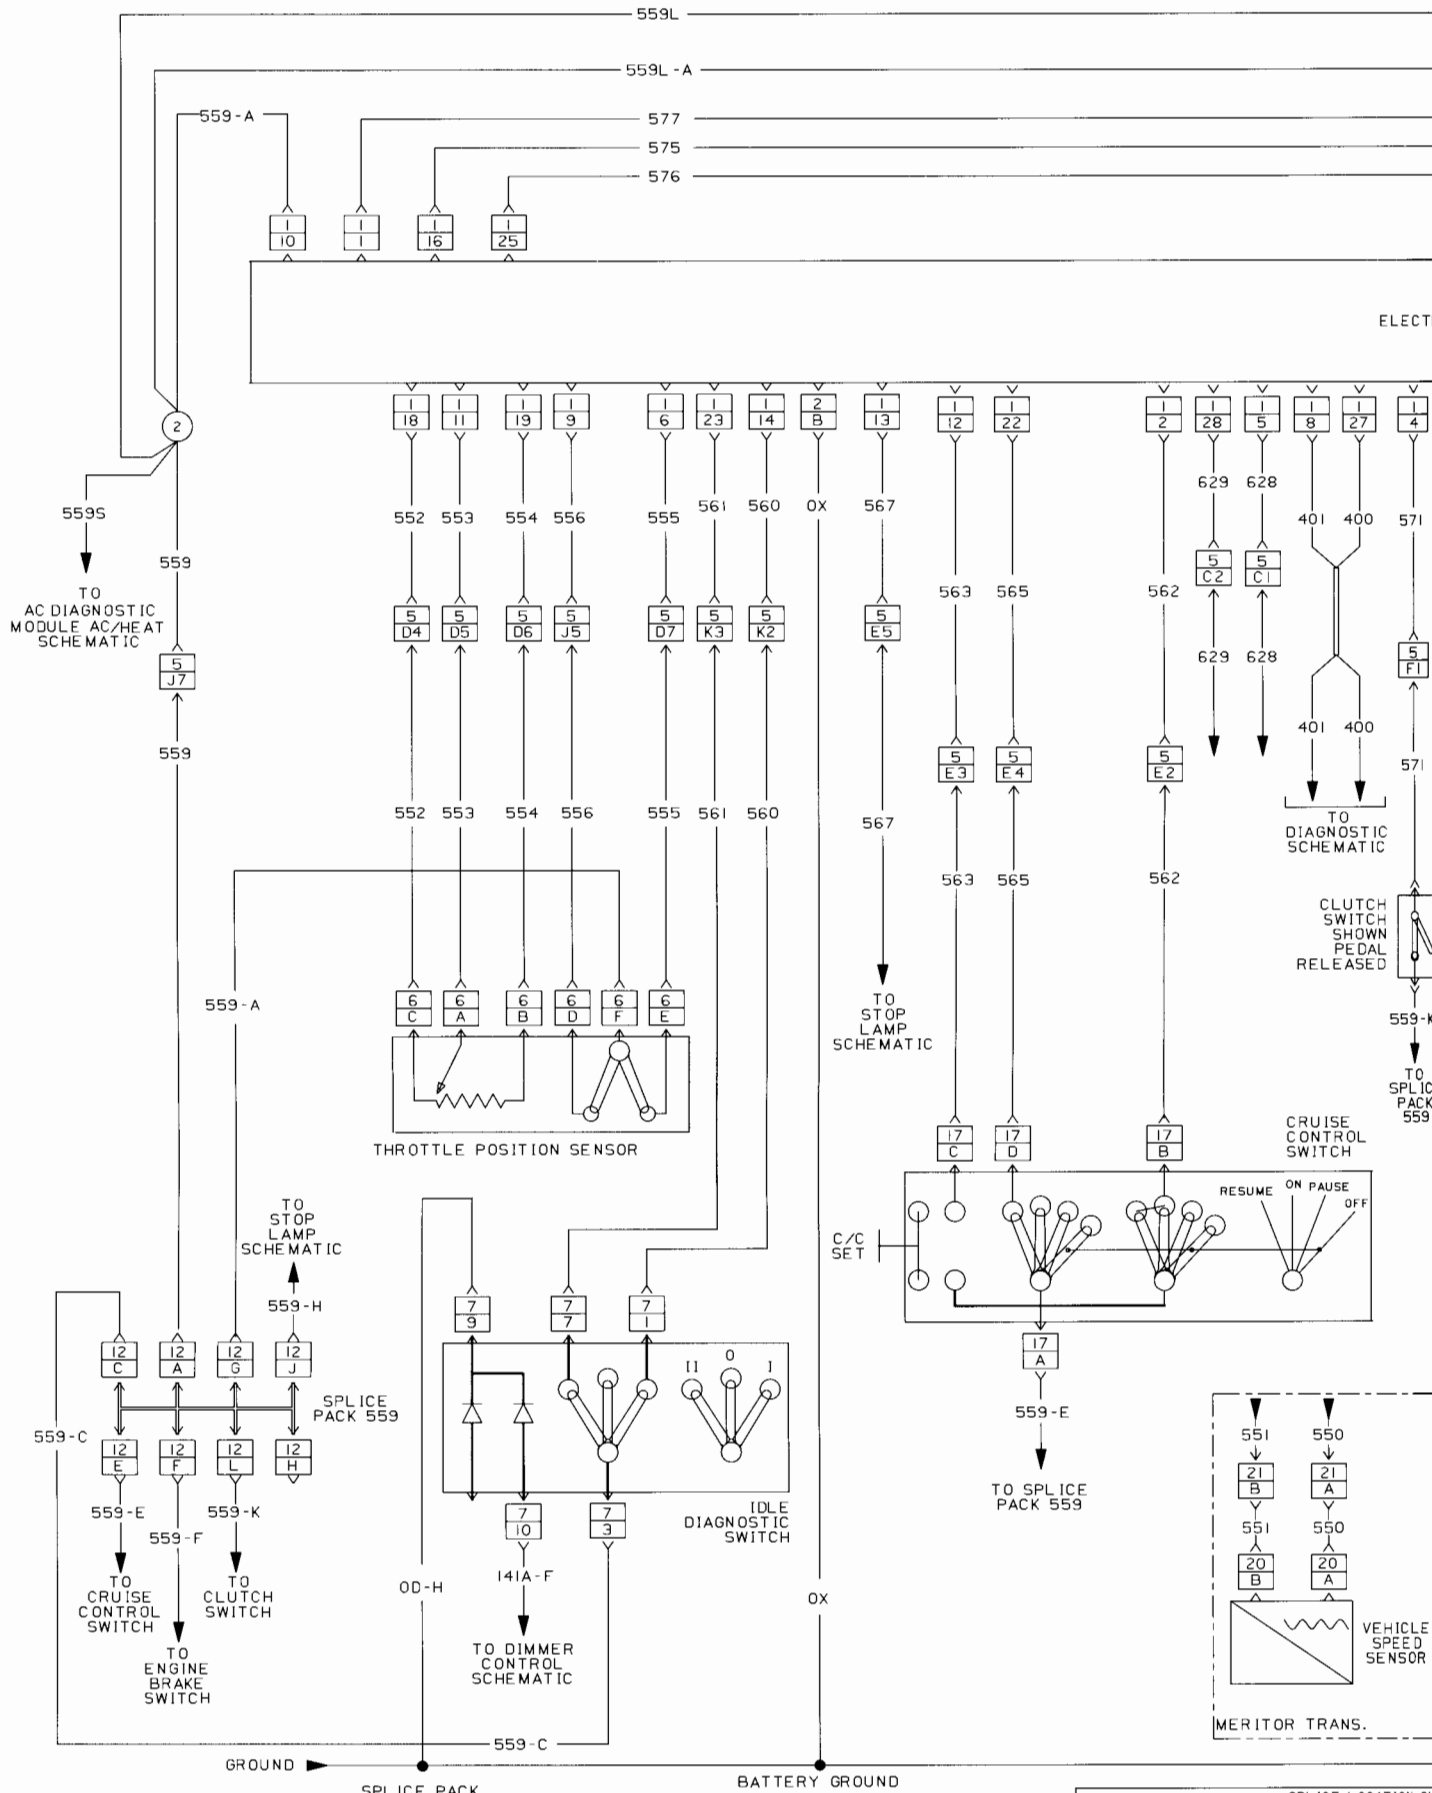 559L
559L-A
559-A
577
575
576
1
10
1
1
1
16
1
25
1
18
1
11
1
19
1
9
1
6
1
23
1
14
2
B
1
13
1
12
1
22
1
2
1
28
1
5
1
8
1
27
1
4
2
559S
559
552
553
554
556
555
561
560
0X
567
563
565
562
629
628
401
400
571
5
C2
5
C1
TO
AC DIAGNOSTIC
MODULE AC/HEAT
SCHEMATIC
5
D4
5
D5
5
D6
5
J5
5
D7
5
K3
5
K2
5
E5
5
F1
5
J7
629
628
401
400
559
5
E3
5
E4
5
E2
571
552
553
554
556
555
561
560
567
TO
DIAGNOSTIC
SCHEMATIC
563
565
562
CLUTCH
SWITCH
SHOWN
PEDAL
RELEASED
559-A
6
C
6
A
6
B
6
D
6
F
6
E
TO
STOP
LAMP
SCHEMATIC
TO
559
THROTTLE POSITION SENSOR
17
C
17
D
17
B
CRUISE
CONTROL
SWITCH
RESUME
ON
PAUSE
OFF
C/C
SET
TO
STOP
LAMP
SCHEMATIC
559-H
7
9
7
7
7
1
17
A
12
C
12
A
12
G
12
J
SPLICE
PACK 559
II
0
I
559-C
559-E
TO SPLICE
PACK 559
12
E
12
F
12
L
12
H
559-E
559-F
559-K
7
10
7
3
IDLE
DIAGNOSTIC
SWITCH
551
550
21
B
21
A
551
550
20
B
20
A
TO
CRUISE
CONTROL
SWITCH
TO
CLUTCH
SWITCH
TO
ENGINE
BRAKE
SWITCH
0D-H
141A-F
0X
TO DIMMER
CONTROL
SCHEMATIC
VEHICLE
SPEED
SENSOR
MERITOR TRANS.
559-C
GROUND
SPLICE PACK
BATTERY GROUND